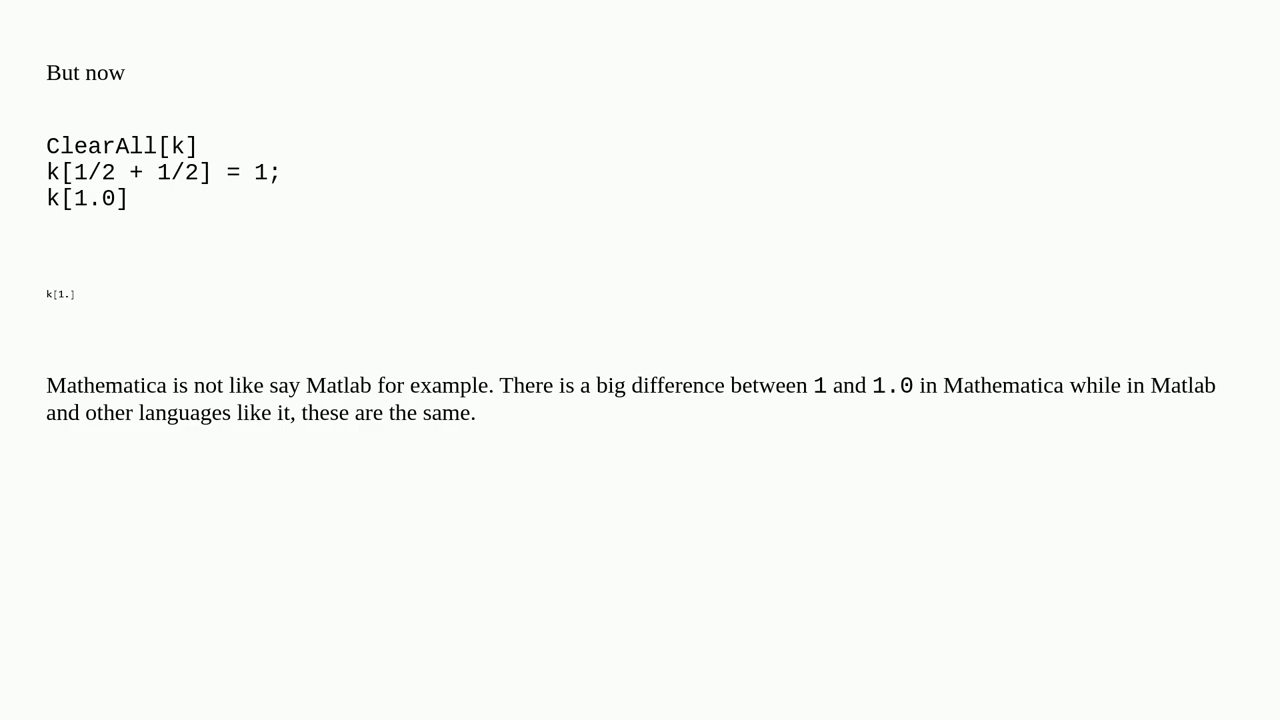 But now
ClearAll[k]
k[1/2 + 1/2] = 1;
k[1.0]
k[1.]
Mathematica is not like say Matlab for example. There is a big difference between 1 and 1.0 in Mathematica while in Matlab
and other languages like it, these are the same.